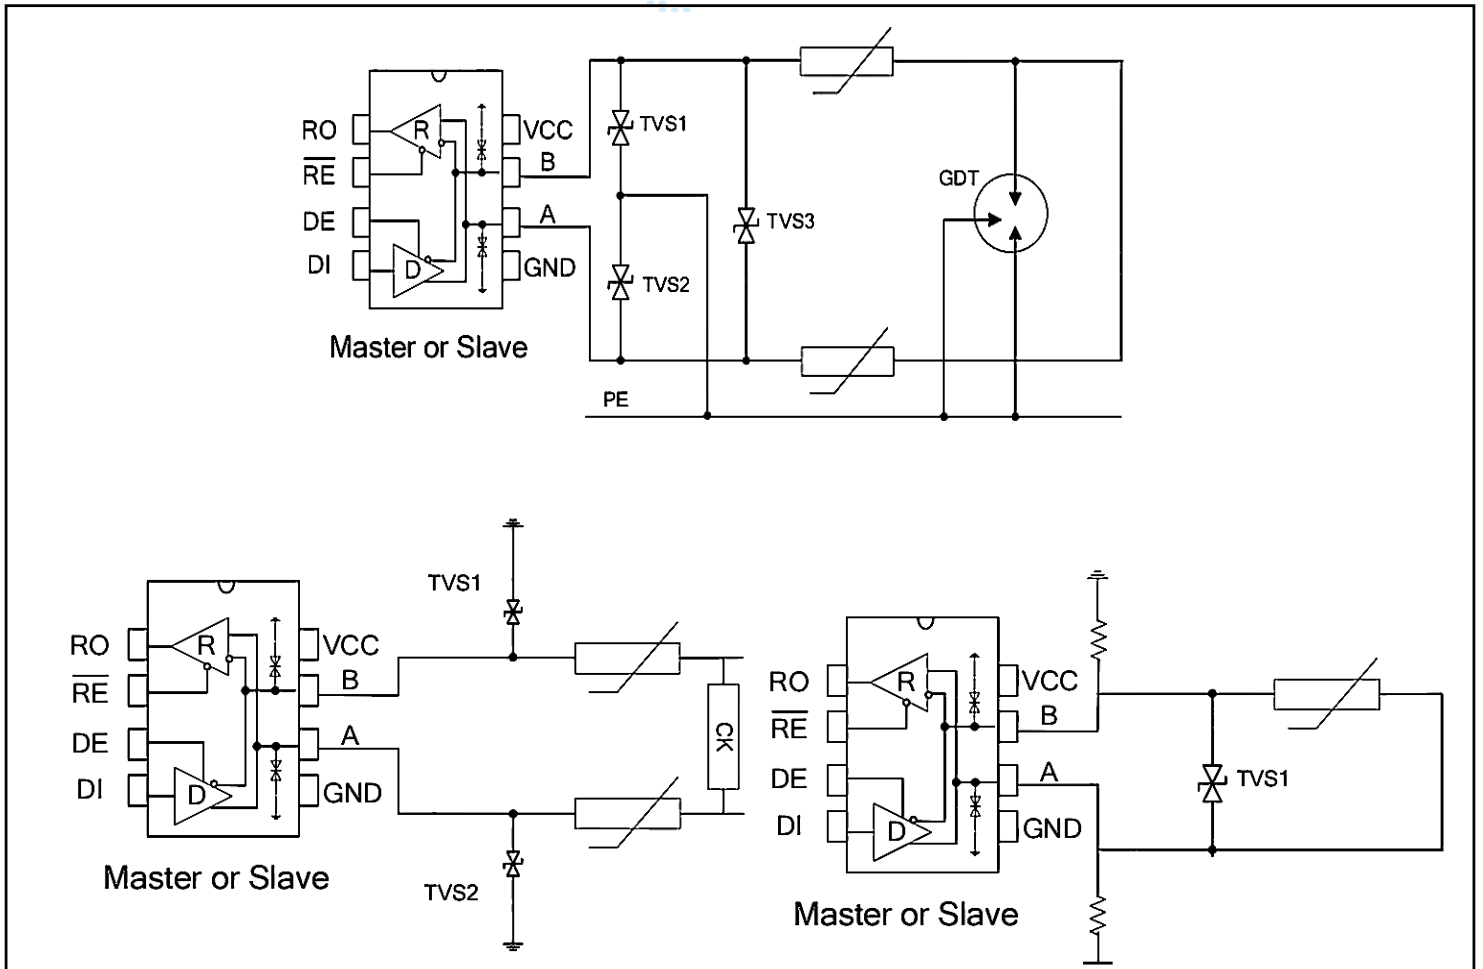 RO
R
VCC
RE
B
DE
A
DI
D
GND
Master or Slave
TVS1
TVS2
TVS3
GDT
PE
RO
R
VCC
RE
B
DE
A
DI
D
GND
Master or Slave
TVS1
TVS2
CK
RO
R
VCC
RE
B
DE
A
DI
D
GND
Master or Slave
TVS1